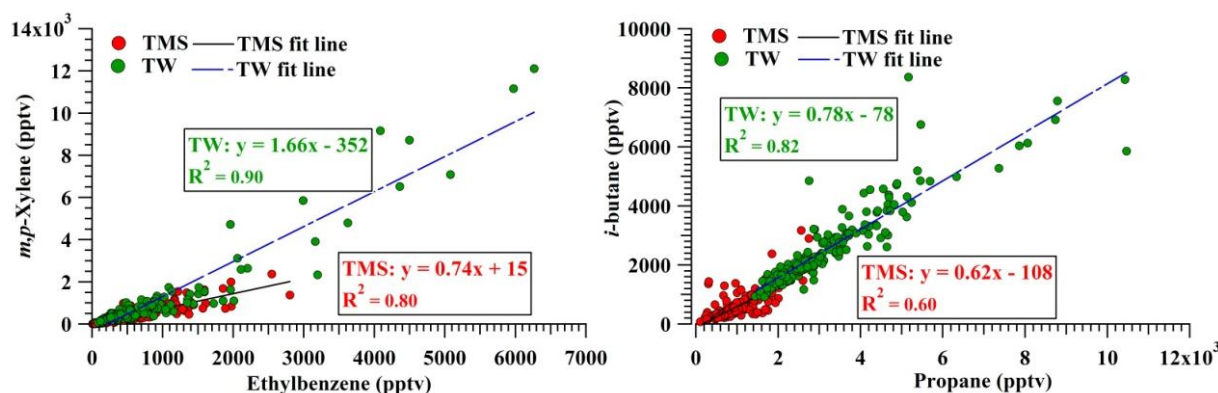 14x10³
TMS TMS fit line
TW TW fit line
12
10
8
6
4
2
0
m,p-Xylene (pptv)
TW: y = 1.66x - 352
R² = 0.90
TMS: y = 0.74x + 15
R² = 0.80
0 1000 2000 3000 4000 5000 6000 7000
Ethylbenzene (pptv)
TMS TMS fit line
TW TW fit line
8000
6000
4000
2000
0
i-butane (pptv)
TW: y = 0.78x - 78
R² = 0.82
TMS: y = 0.62x - 108
R² = 0.60
0 2 4 6 8 10 12x10³
Propane (pptv)